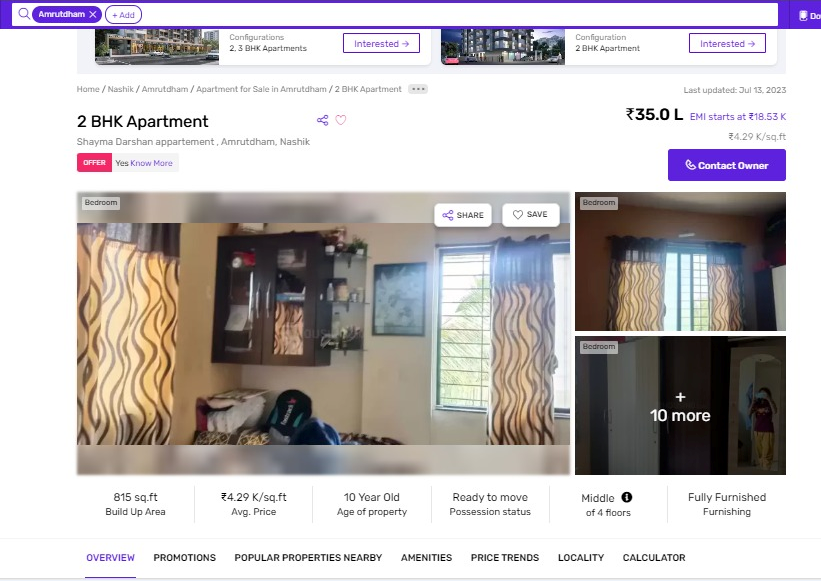 Amrutdham
+ Add
Do
Configurations
2, 3 BHK Apartments
Interested →
Configuration
2 BHK Apartment
Interested →
Home / Nashik / Amrutdham / Apartment for Sale in Amrutdham / 2 BHK Apartment
Last updated: Jul 13, 2023
2 BHK Apartment
₹35.0 L EMI starts at ₹18.53 K
Shayma Darshan appartement , Amrutdham, Nashik
₹4.29 K/sq.ft
OFFER Yes Know More
Contact Owner
Bedroom
SHARE
SAVE
Bedroom
Bedroom
fastrack
+
10 more
815 sq.ft
Build Up Area
₹4.29 K/sq.ft
Avg. Price
10 Year Old
Age of property
Ready to move
Possession status
Middle
of 4 floors
Fully Furnished
Furnishing
OVERVIEW PROMOTIONS POPULAR PROPERTIES NEARBY AMENITIES PRICE TRENDS LOCALITY CALCULATOR